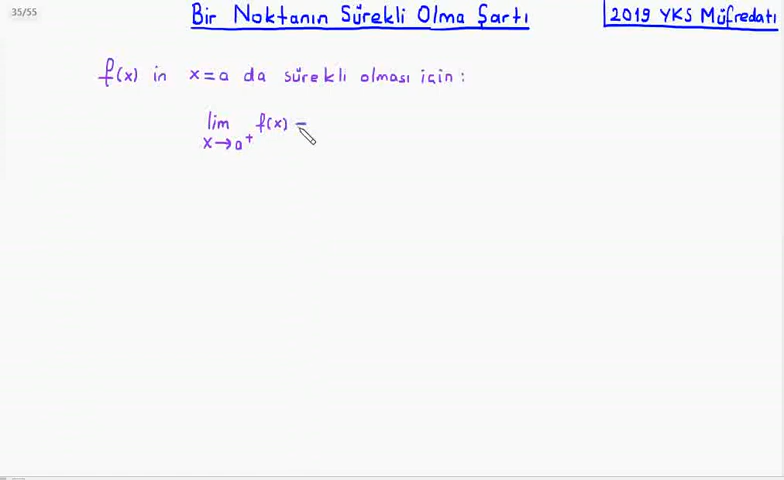 35/55
Bir Noktanın Sürekli Olma Şartı
2019 YKS Müfredatı
f(x) in x=a da sürekli olması için:
lim f(x) =
x→a⁺